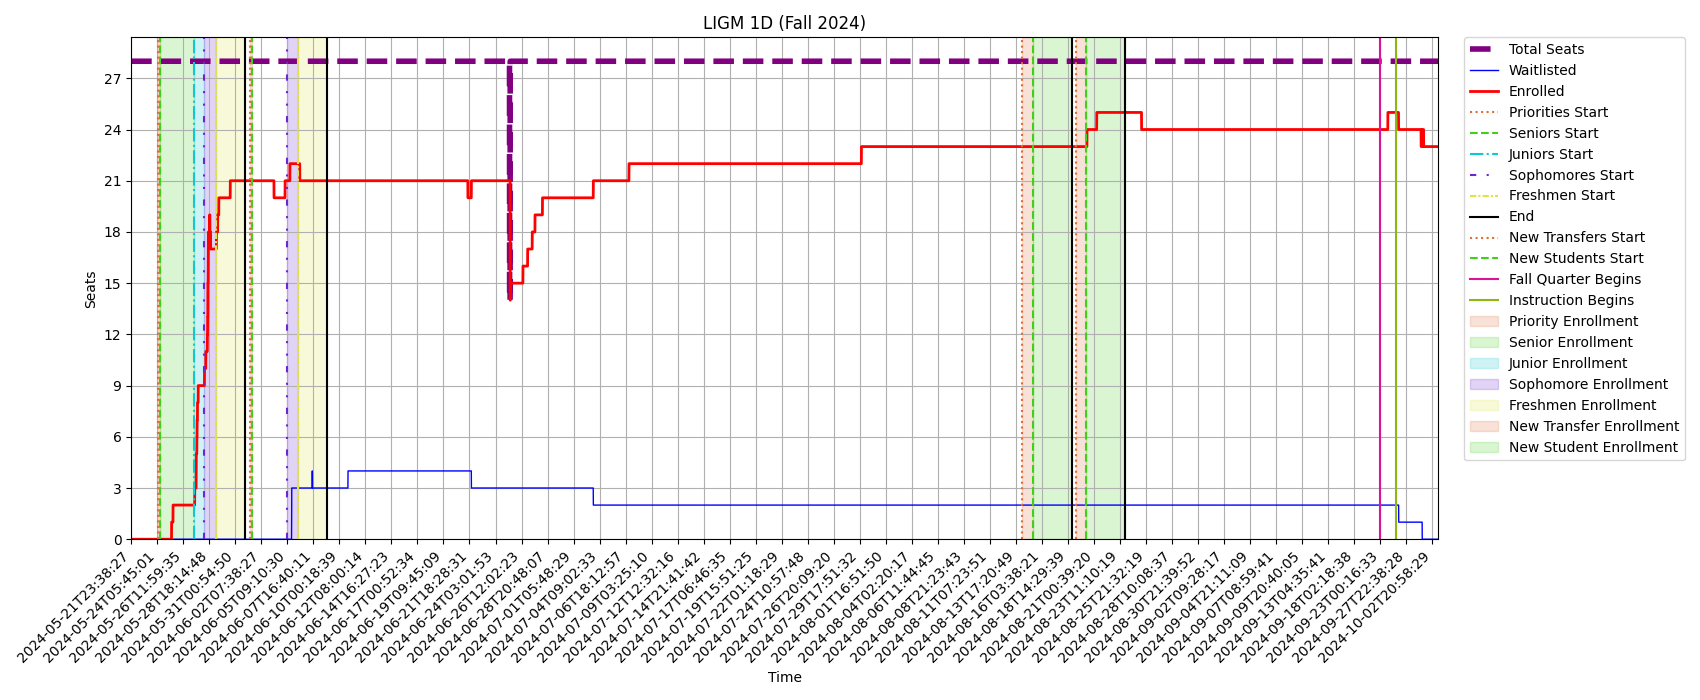 LIGM 1D (Fall 2024)
Seats
27
24
21
18
15
12
9
6
3
0
2024-05-21T23:38:27
2024-05-24T05:45:01
2024-05-26T11:59:35
2024-05-28T18:14:48
2024-05-31T00:54:50
2024-06-02T07:38:27
2024-06-05T09:10:30
2024-06-07T16:40:11
2024-06-10T00:18:39
2024-06-12T08:00:14
2024-06-14T16:27:23
2024-06-17T00:52:34
2024-06-19T09:45:09
2024-06-21T18:28:31
2024-06-24T03:01:53
2024-06-26T12:02:23
2024-06-28T20:48:07
2024-07-01T05:48:29
2024-07-04T09:02:33
2024-07-06T18:12:57
2024-07-09T03:25:10
2024-07-12T12:32:16
2024-07-14T21:41:42
2024-07-17T06:46:35
2024-07-19T15:51:25
2024-07-22T01:18:29
2024-07-24T10:57:48
2024-07-26T20:09:20
2024-07-29T17:51:32
2024-08-01T16:51:50
2024-08-04T02:20:17
2024-08-06T11:44:45
2024-08-08T21:23:43
2024-08-11T07:23:51
2024-08-13T17:20:49
2024-08-16T03:38:21
2024-08-18T14:29:39
2024-08-21T00:39:20
2024-08-23T11:10:19
2024-08-25T21:32:19
2024-08-28T10:08:37
2024-08-30T21:39:52
2024-09-02T09:28:17
2024-09-04T21:11:09
2024-09-07T08:59:41
2024-09-09T20:40:05
2024-09-13T04:35:41
2024-09-18T02:18:38
2024-09-23T00:16:33
2024-09-27T22:38:28
2024-10-02T20:58:29
Time
Total Seats
Waitlisted
Enrolled
Priorities Start
Seniors Start
Juniors Start
Sophomores Start
Freshmen Start
End
New Transfers Start
New Students Start
Fall Quarter Begins
Instruction Begins
Priority Enrollment
Senior Enrollment
Junior Enrollment
Sophomore Enrollment
Freshmen Enrollment
New Transfer Enrollment
New Student Enrollment